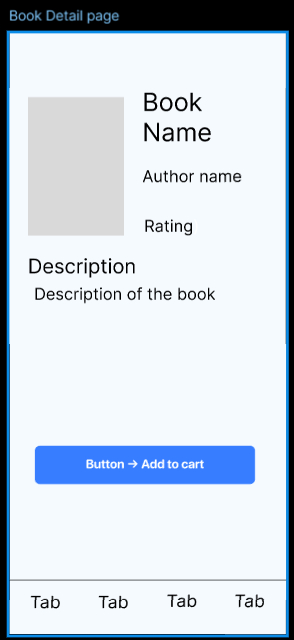 Book Detail page
Book
Name
Author name
Rating
Description
Description of the book
Button → Add to cart
Tab Tab Tab Tab